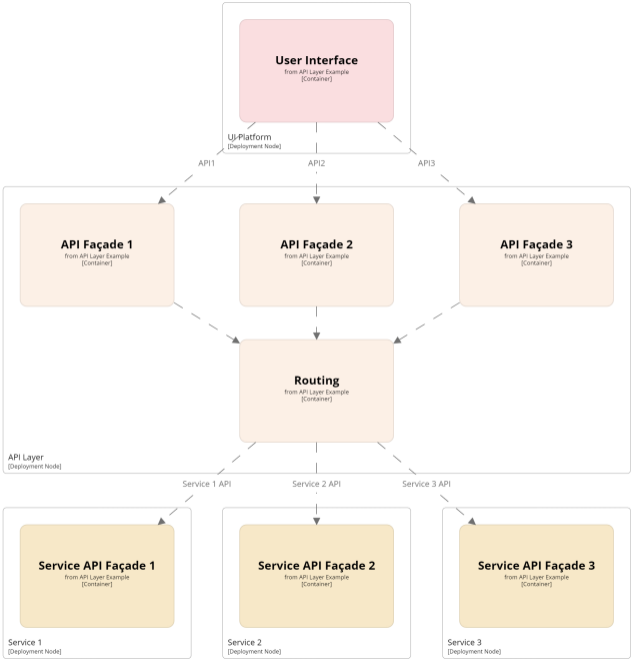 User Interface
from API Layer Example
[Container]
UI Platform
[Deployment Node]
API1
API2
API3
API Façade 1
from API Layer Example
[Container]
API Façade 2
from API Layer Example
[Container]
API Façade 3
from API Layer Example
[Container]
Routing
from API Layer Example
[Container]
API Layer
[Deployment Node]
Service 1 API
Service 2 API
Service 3 API
Service API Façade 1
from API Layer Example
[Container]
Service API Façade 2
from API Layer Example
[Container]
Service API Façade 3
from API Layer Example
[Container]
Service 1
[Deployment Node]
Service 2
[Deployment Node]
Service 3
[Deployment Node]